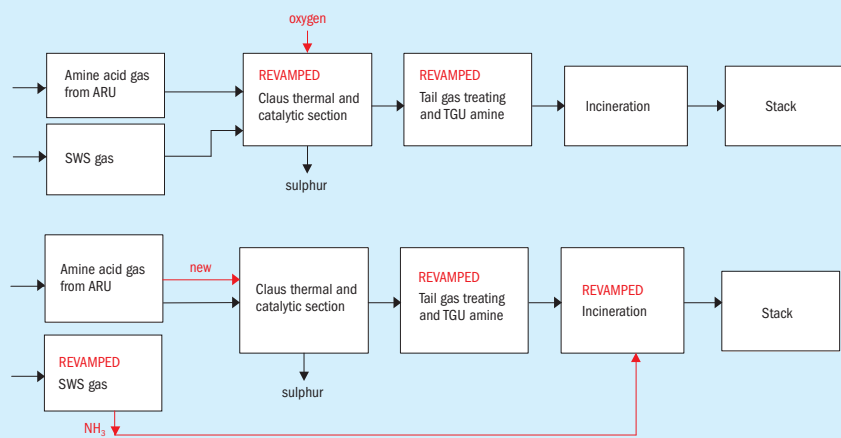 oxygen
Amine acid gas
from ARU
REVAMPED
Claus thermal and
catalytic section
REVAMPED
Tail gas treating
and TGU amine
Incineration
Stack
SWS gas
sulphur
Amine acid gas
from ARU
new
Claus thermal and
catalytic section
REVAMPED
Tail gas treating
and TGU amine
REVAMPED
Incineration
Stack
REVAMPED
SWS gas
sulphur
NH₃